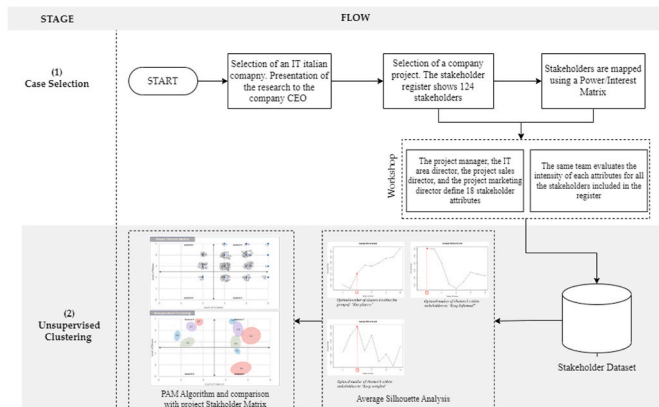 STAGE
FLOW
(1)
Case Selection
START
Selection of an IT italian
comapny. Presentation of
the research to the
company CEO
Selection of a company
project. The stakeholder
register shows 124
stakeholders
Stakeholders are mapped
using a Power/Interest
Matrix
Workshop
The project manager, the IT
area director, the project sales
director, and the project marketing
director define 18 stakeholder
attributes
The same team evaluates the
intensity of each attributes for all
the stakeholders included in the
register
(2)
Unsupervised
Clustering
PAM Algorithm and comparison
with project Stakholder Matrix
Average Silhouette Analysis
Stakeholder Dataset